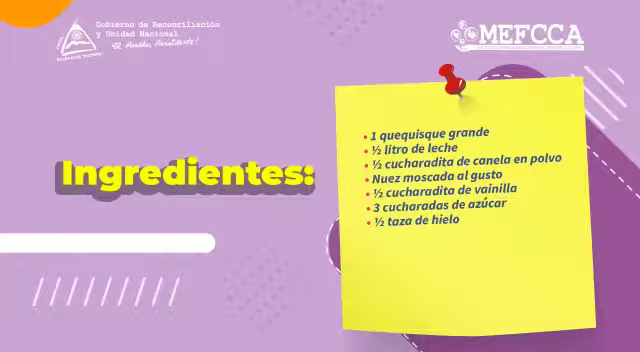 Gobierno de Reconciliación
y Unidad Nacional
El Pueblo, Presidente!
MEFCCA
Ingredientes:
• 1 quequisque grande
• ½ litro de leche
• ½ cucharadita de canela en polvo
• Nuez moscada al gusto
• ½ cucharadita de vainilla
• 3 cucharadas de azúcar
• ½ taza de hielo